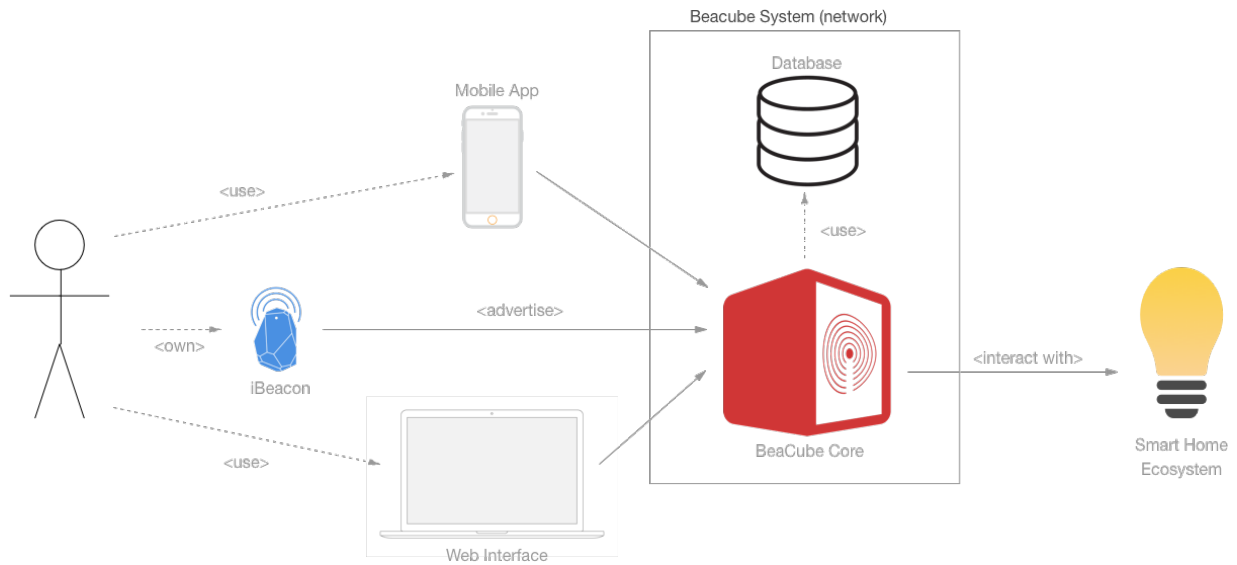 Beacube System (network)
Database
Mobile App
<use>
<use>
<advertise>
<own>
iBeacon
<interact with>
BeaCube Core
<use>
Smart Home
Ecosystem
Web Interface